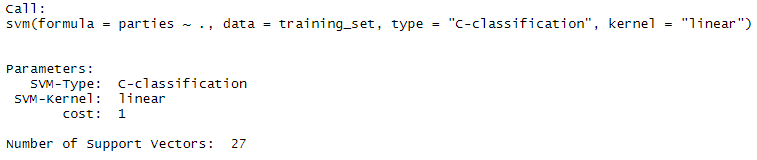 Call:
svm(formula = parties ~ ., data = training_set, type = "C-classification", kernel = "linear")
Parameters:
SVM-Type: C-classification
SVM-Kernel: linear
cost: 1
Number of Support Vectors: 27